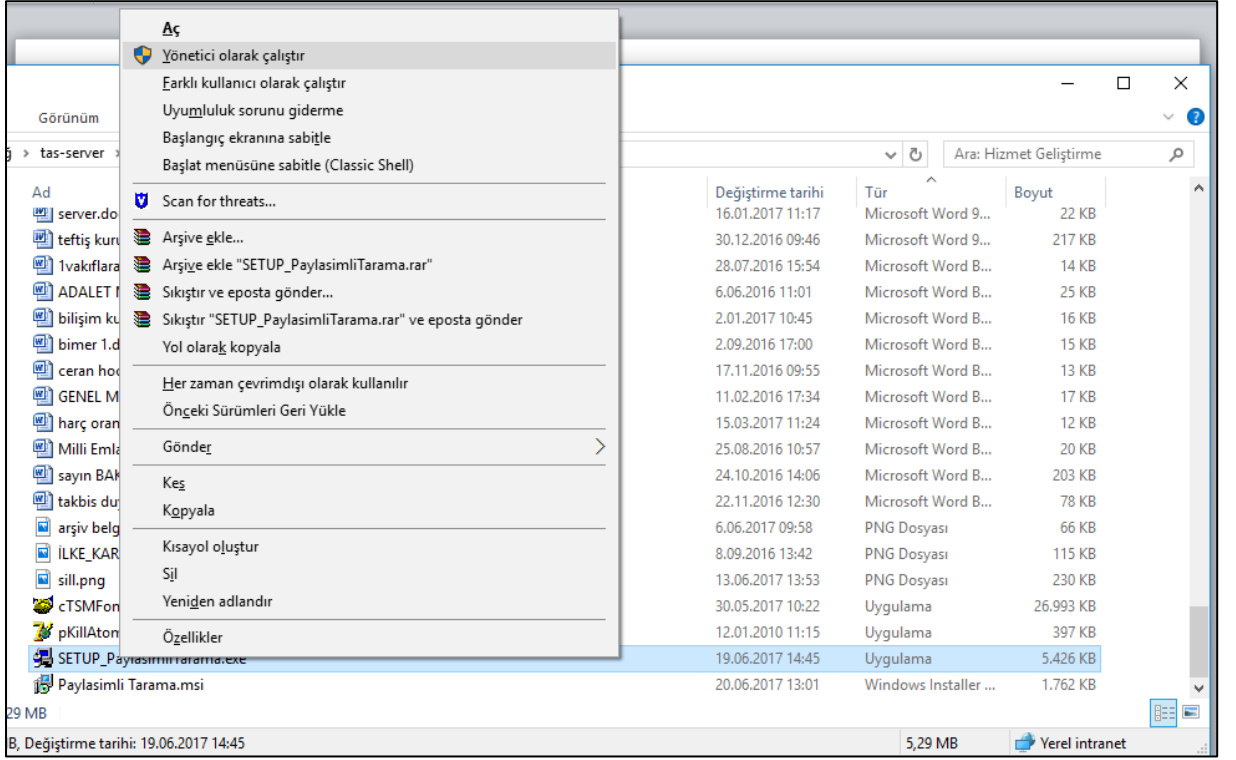 Aç
Yönetici olarak çalıştır
Farklı kullanıcı olarak çalıştır
Uyumluluk sorunu giderme
Başlangıç ekranına sabitle
Başlat menüsüne sabitle (Classic Shell)
Scan for threats...
Arşive ekle...
Arşive ekle "SETUP_PaylasimliTarama.rar"
Sıkıştır ve eposta gönder...
Sıkıştır "SETUP_PaylasimliTarama.rar" ve eposta gönder
Yol olarak kopyala
Her zaman çevrimdışı olarak kullanılır
Önceki Sürümleri Geri Yükle
Gönder
Kes
Kopyala
Kısayol oluştur
Sil
Yeniden adlandır
Özellikler
Görünüm
ğ > tas-server >
Ara: Hizmet Geliştirme
Ad Değiştirme tarihi Tür Boyut
server.do 16.01.2017 11:17 Microsoft Word 9... 22 KB
teftiş kuru 30.12.2016 09:46 Microsoft Word 9... 217 KB
1vakıflara 28.07.2016 15:54 Microsoft Word B... 14 KB
ADALET 6.06.2016 11:01 Microsoft Word B... 25 KB
bilişim ku 2.01.2017 10:45 Microsoft Word B... 16 KB
bimer 1.d 2.09.2016 17:00 Microsoft Word B... 15 KB
ceran hoc 17.11.2016 09:55 Microsoft Word B... 13 KB
GENEL M 11.02.2016 17:34 Microsoft Word B... 17 KB
harç oran 15.03.2017 11:24 Microsoft Word B... 12 KB
Milli Emla 25.08.2016 10:57 Microsoft Word B... 20 KB
sayın BAK 24.10.2016 14:06 Microsoft Word B... 203 KB
takbis du 22.11.2016 12:30 Microsoft Word B... 78 KB
arşiv belg 6.06.2017 09:58 PNG Dosyası 66 KB
İLKE_KAR 8.09.2016 13:42 PNG Dosyası 115 KB
sill.png 13.06.2017 13:53 PNG Dosyası 230 KB
cTSMFon 30.05.2017 10:22 Uygulama 26.993 KB
pKillAtom 12.01.2010 11:15 Uygulama 397 KB
SETUP_PaylasimliTarama.exe 19.06.2017 14:45 Uygulama 5.426 KB
Paylasimli Tarama.msi 20.06.2017 13:01 Windows Installer ... 1.762 KB
29 MB
B, Değiştirme tarihi: 19.06.2017 14:45 5,29 MB Yerel intranet